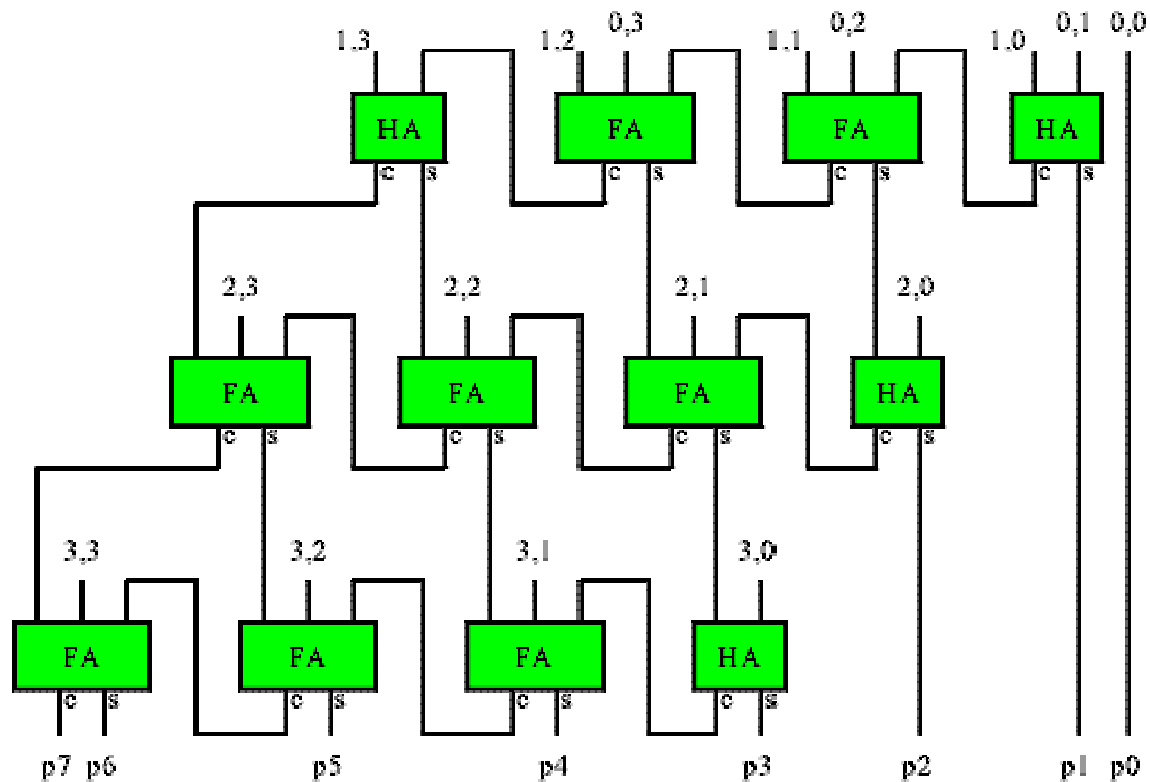 1,3 1,2 0,3 1,1 0,2 1,0 0,1 0,0
HA FA FA HA
c s c s c s c s
2,3 2,2 2,1 2,0
FA FA FA HA
c s c s c s c s
3,3 3,2 3,1 3,0
FA FA FA HA
c s c s c s c s
p7 p6 p5 p4 p3 p2 p1 p0